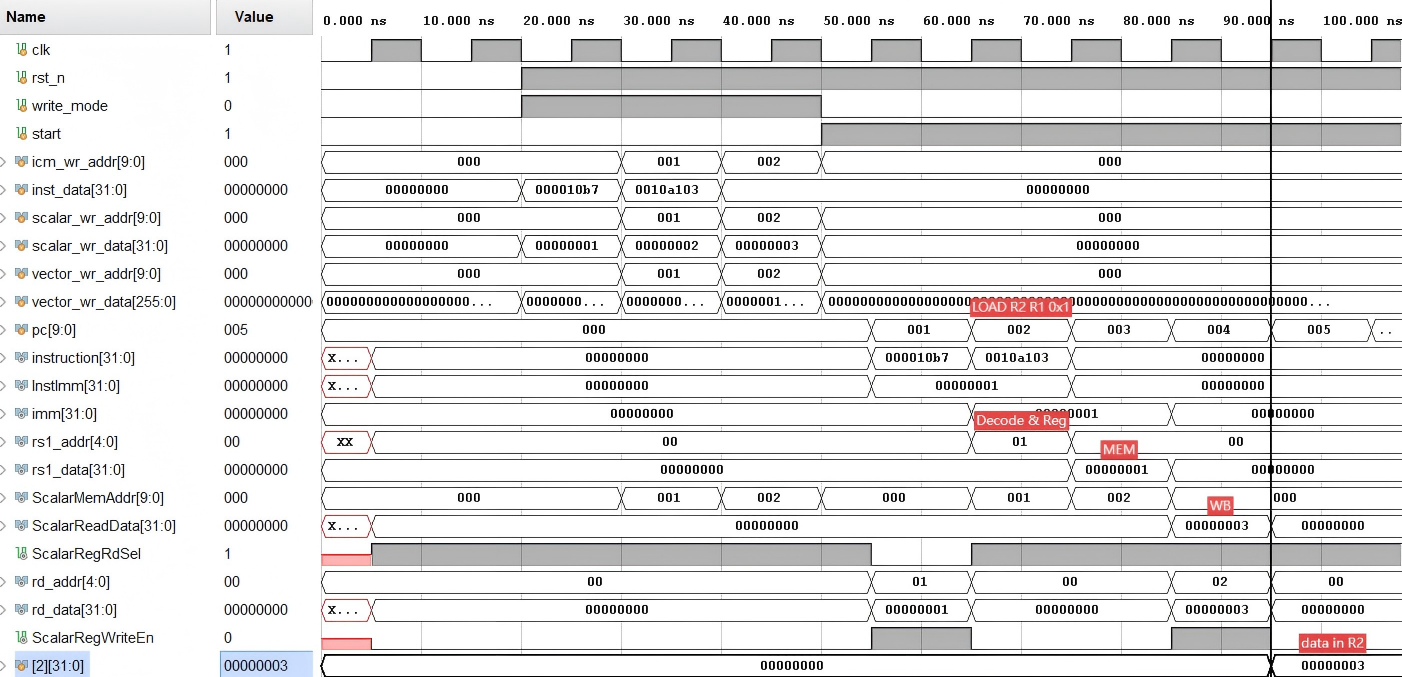 Name Value 0.000 ns 10.000 ns 20.000 ns 30.000 ns 40.000 ns 50.000 ns 60.000 ns 70.000 ns 80.000 ns 90.000 ns 100.000 ns
clk 1
rst_n 1
write_mode 0
start 1
icm_wr_addr[9:0] 000 000 001 002 000
inst_data[31:0] 00000000 00000000 000010b7 0010a103 00000000
scalar_wr_addr[9:0] 000 000 001 002 000
scalar_wr_data[31:0] 00000000 00000000 00000001 00000002 00000003 00000000
vector_wr_addr[9:0] 000 000 001 002 000
vector_wr_data[255:0] 00000000000 00000000000000000... 0000000... 0000000... 0000001...
LOAD R2 R1 0x1
pc[9:0] 005 000 001 002 003 004 005 ..
instruction[31:0] 00000000 X... 00000000 000010b7 0010a103 00000000
InstImm[31:0] 00000000 X... 00000000 00000001 00000000
imm[31:0] 00000000 00000000 00000000
Decode & Reg
rs1_addr[4:0] 00 XX 00 01 00
MEM
rs1_data[31:0] 00000000 00000000 00000001 00000000
ScalarMemAddr[9:0] 000 000 001 002 000 001 002 000
WB
ScalarReadData[31:0] 00000000 X... 00000000 00000003 00000000
ScalarRegRdSel 1
rd_addr[4:0] 00 00 01 00 02 00
rd_data[31:0] 00000000 X... 00000000 00000001 00000000 00000003 00000000
ScalarRegWriteEn 0
data in R2
[2][31:0] 00000003 00000000 00000003